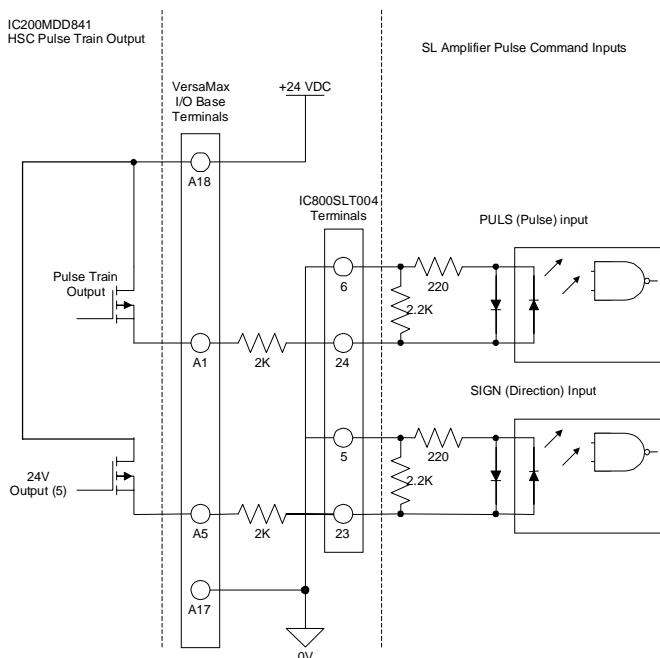 IC200MDD841
HSC Pulse Train Output
SL Amplifier Pulse Command Inputs
VersaMax
I/O Base
Terminals
+24 VDC
A18
IC800SLT004
Terminals
PULS (Pulse) input
Pulse Train
Output
6
220
2.2K
A1
2K
24
SIGN (Direction) Input
5
220
24V
Output (5)
2.2K
A5
2K
23
A17
0V